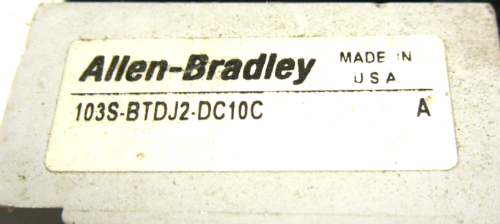 Allen-Bradley MADE IN
U.S.A.
103S-BTDJ2-DC10C A